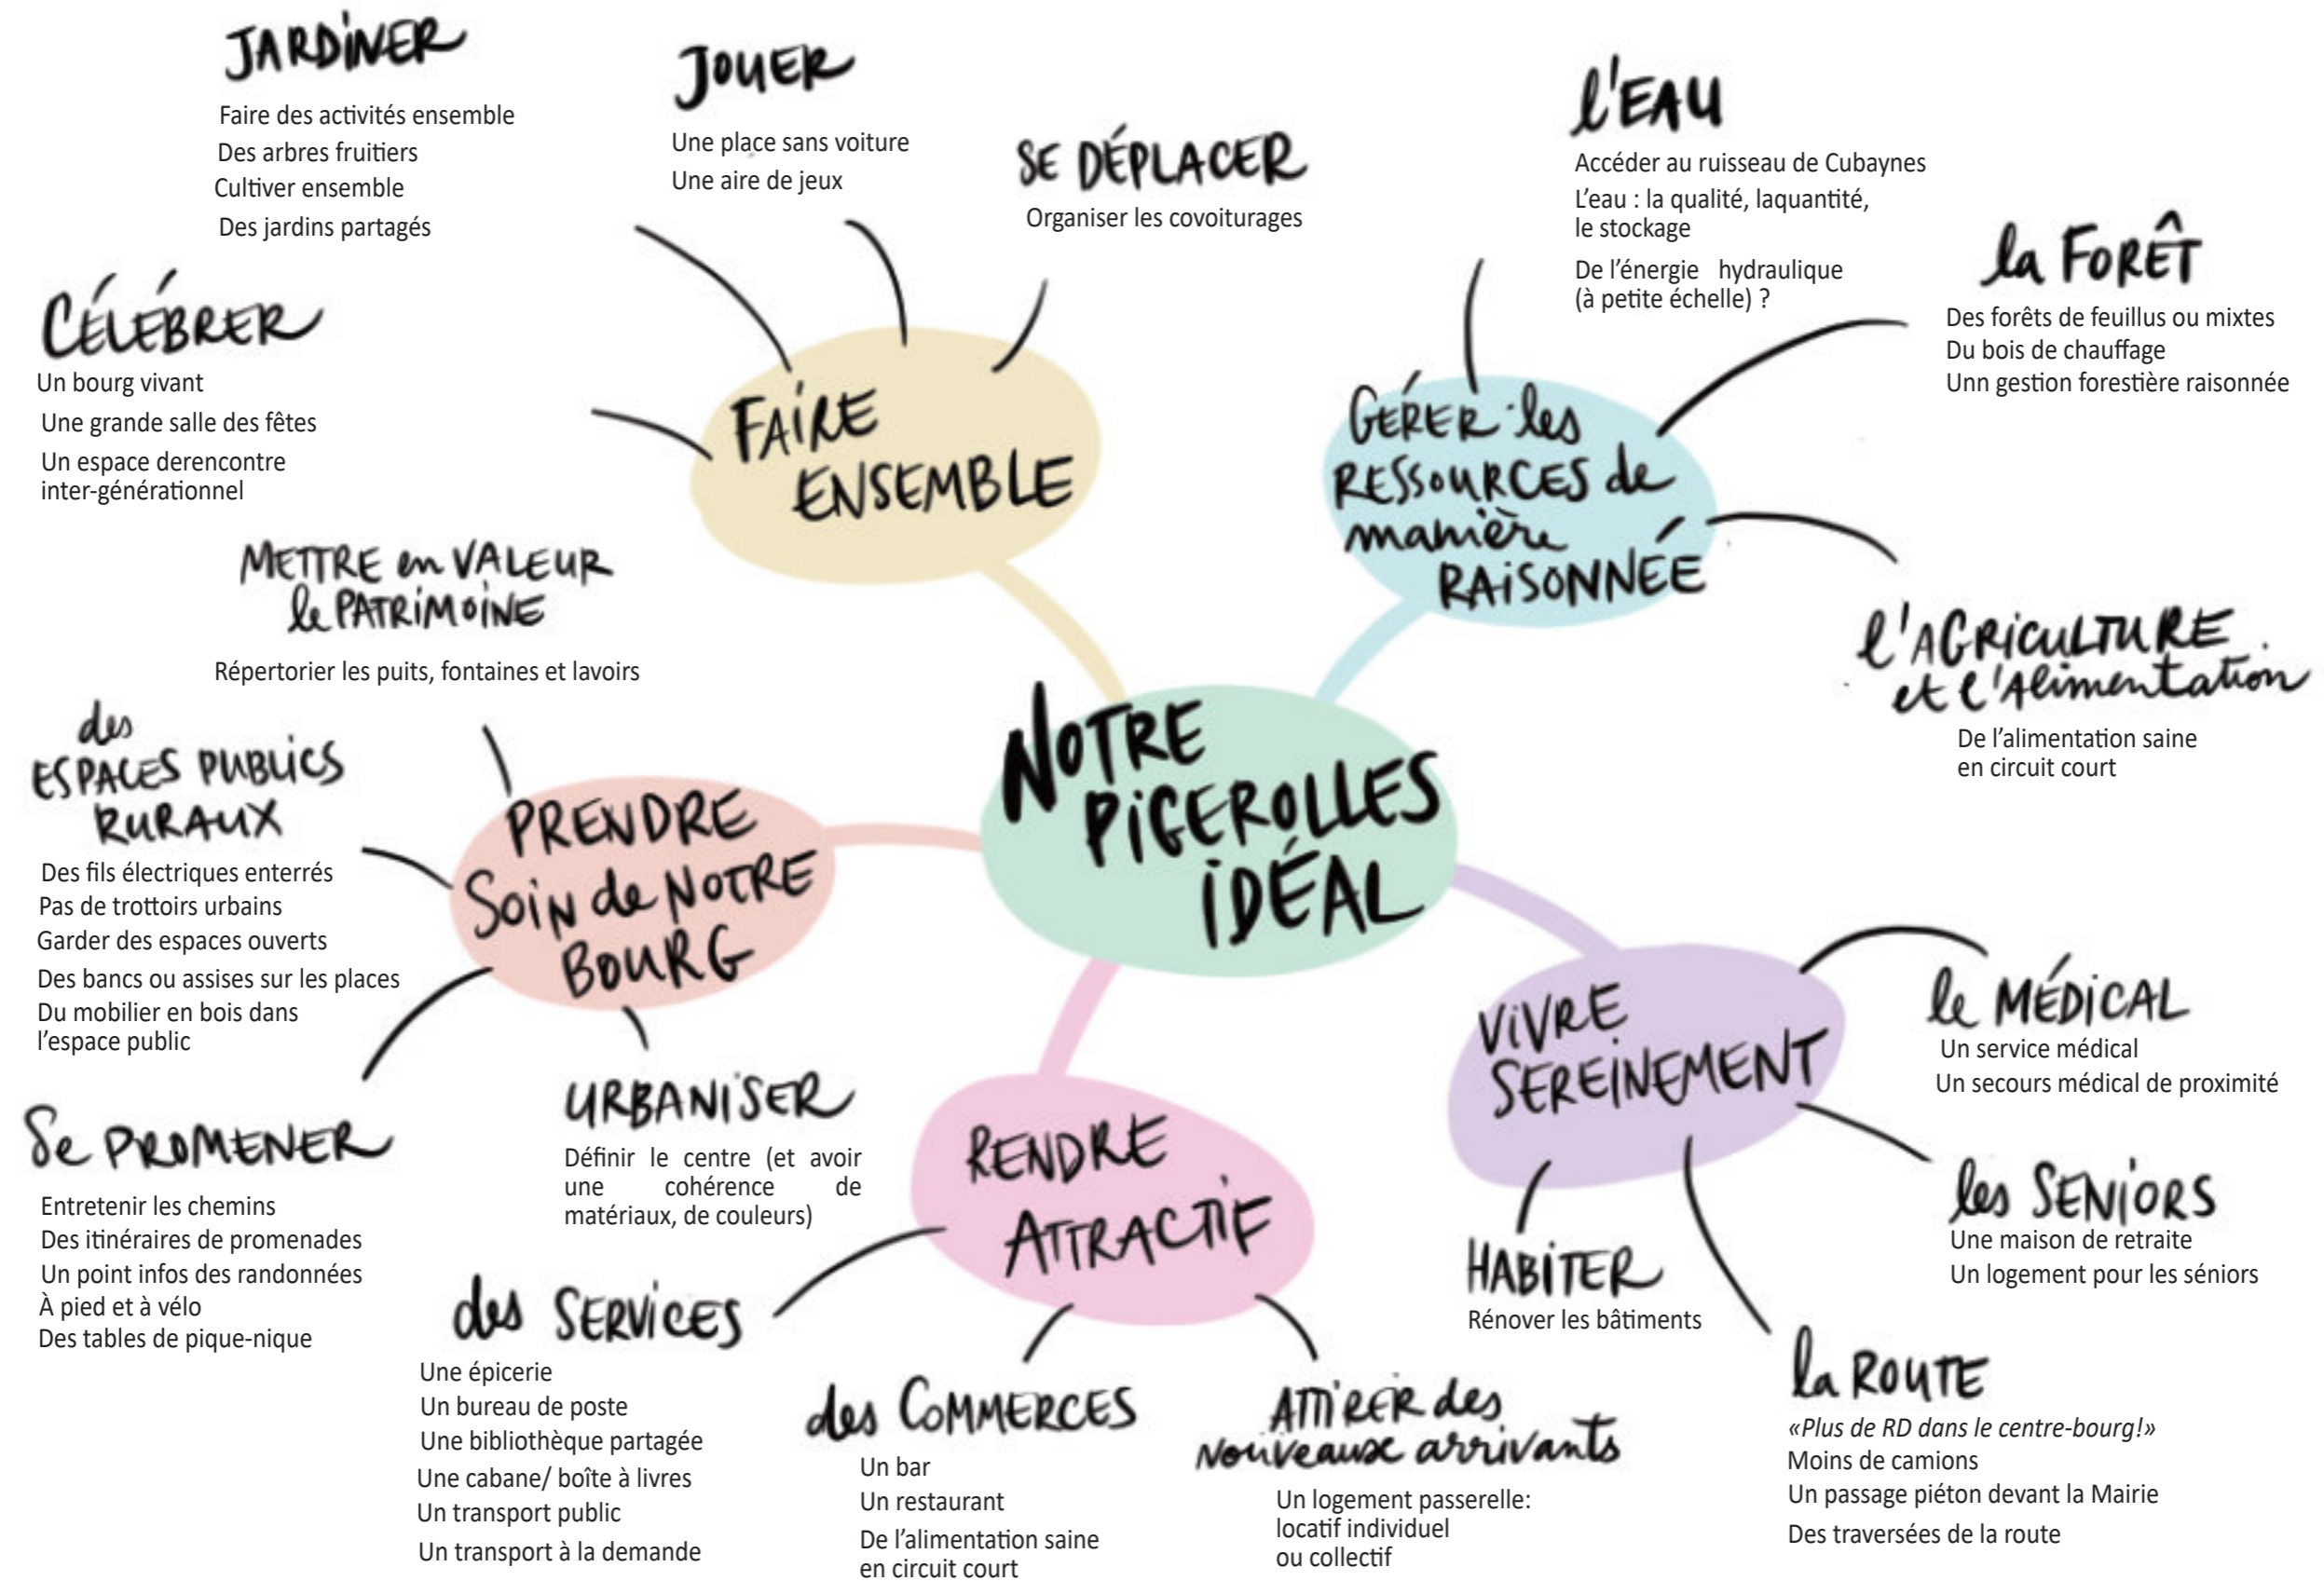 JARDINER
Faire des activités ensemble
Des arbres fruitiers
Cultiver ensemble
Des jardins partagés
JOUER
Une place sans voiture
Une aire de jeux
SE DÉPLACER
Organiser les covoiturages
CÉLÉBRER
Un bourg vivant
Une grande salle des fêtes
Un espace derencontre
inter-générationnel
FAIRE
ENSEMBLE
l'EAU
Accéder au ruisseau de Cubaynes
L'eau : la qualité, laquantité,
le stockage
De l'énergie hydraulique
(à petite échelle) ?
la FORÊT
Des forêts de feuillus ou mixtes
Du bois de chauffage
Unn gestion forestière raisonnée
GÉRER les
RESSOURCES de
manière
RAISONNÉE
l'AGRICULTURE
et l'Alimentation
De l'alimentation saine
en circuit court
METTRE en VALEUR
le PATRIMOINE
Répertorier les puits, fontaines et lavoirs
des
ESPACES PUBLICS
RURAUX
Des fils électriques enterrés
Pas de trottoirs urbains
Garder des espaces ouverts
Des bancs ou assises sur les places
Du mobilier en bois dans
l'espace public
PRENDRE
SOIN de NOTRE
BOURG
NOTRE
PIGEROLLES
IDÉAL
Se PROMENER
Entretenir les chemins
Des itinéraires de promenades
Un point infos des randonnées
À pied et à vélo
Des tables de pique-nique
URBANISER
Définir le centre (et avoir
une cohérence de
matériaux, de couleurs)
RENDRE
ATTRACTIF
des SERVICES
Une épicerie
Un bureau de poste
Une bibliothèque partagée
Une cabane/ boîte à livres
Un transport public
Un transport à la demande
des COMMERCES
Un bar
Un restaurant
De l'alimentation saine
en circuit court
ATTIRER des
Nouveaux arrivants
Un logement passerelle:
locatif individuel
ou collectif
VIVRE
SEREINEMENT
le MÉDICAL
Un service médical
Un secours médical de proximité
les SENIORS
Une maison de retraite
Un logement pour les séniors
HABITER
Rénover les bâtiments
la ROUTE
«Plus de RD dans le centre-bourg!»
Moins de camions
Un passage piéton devant la Mairie
Des traversées de la route